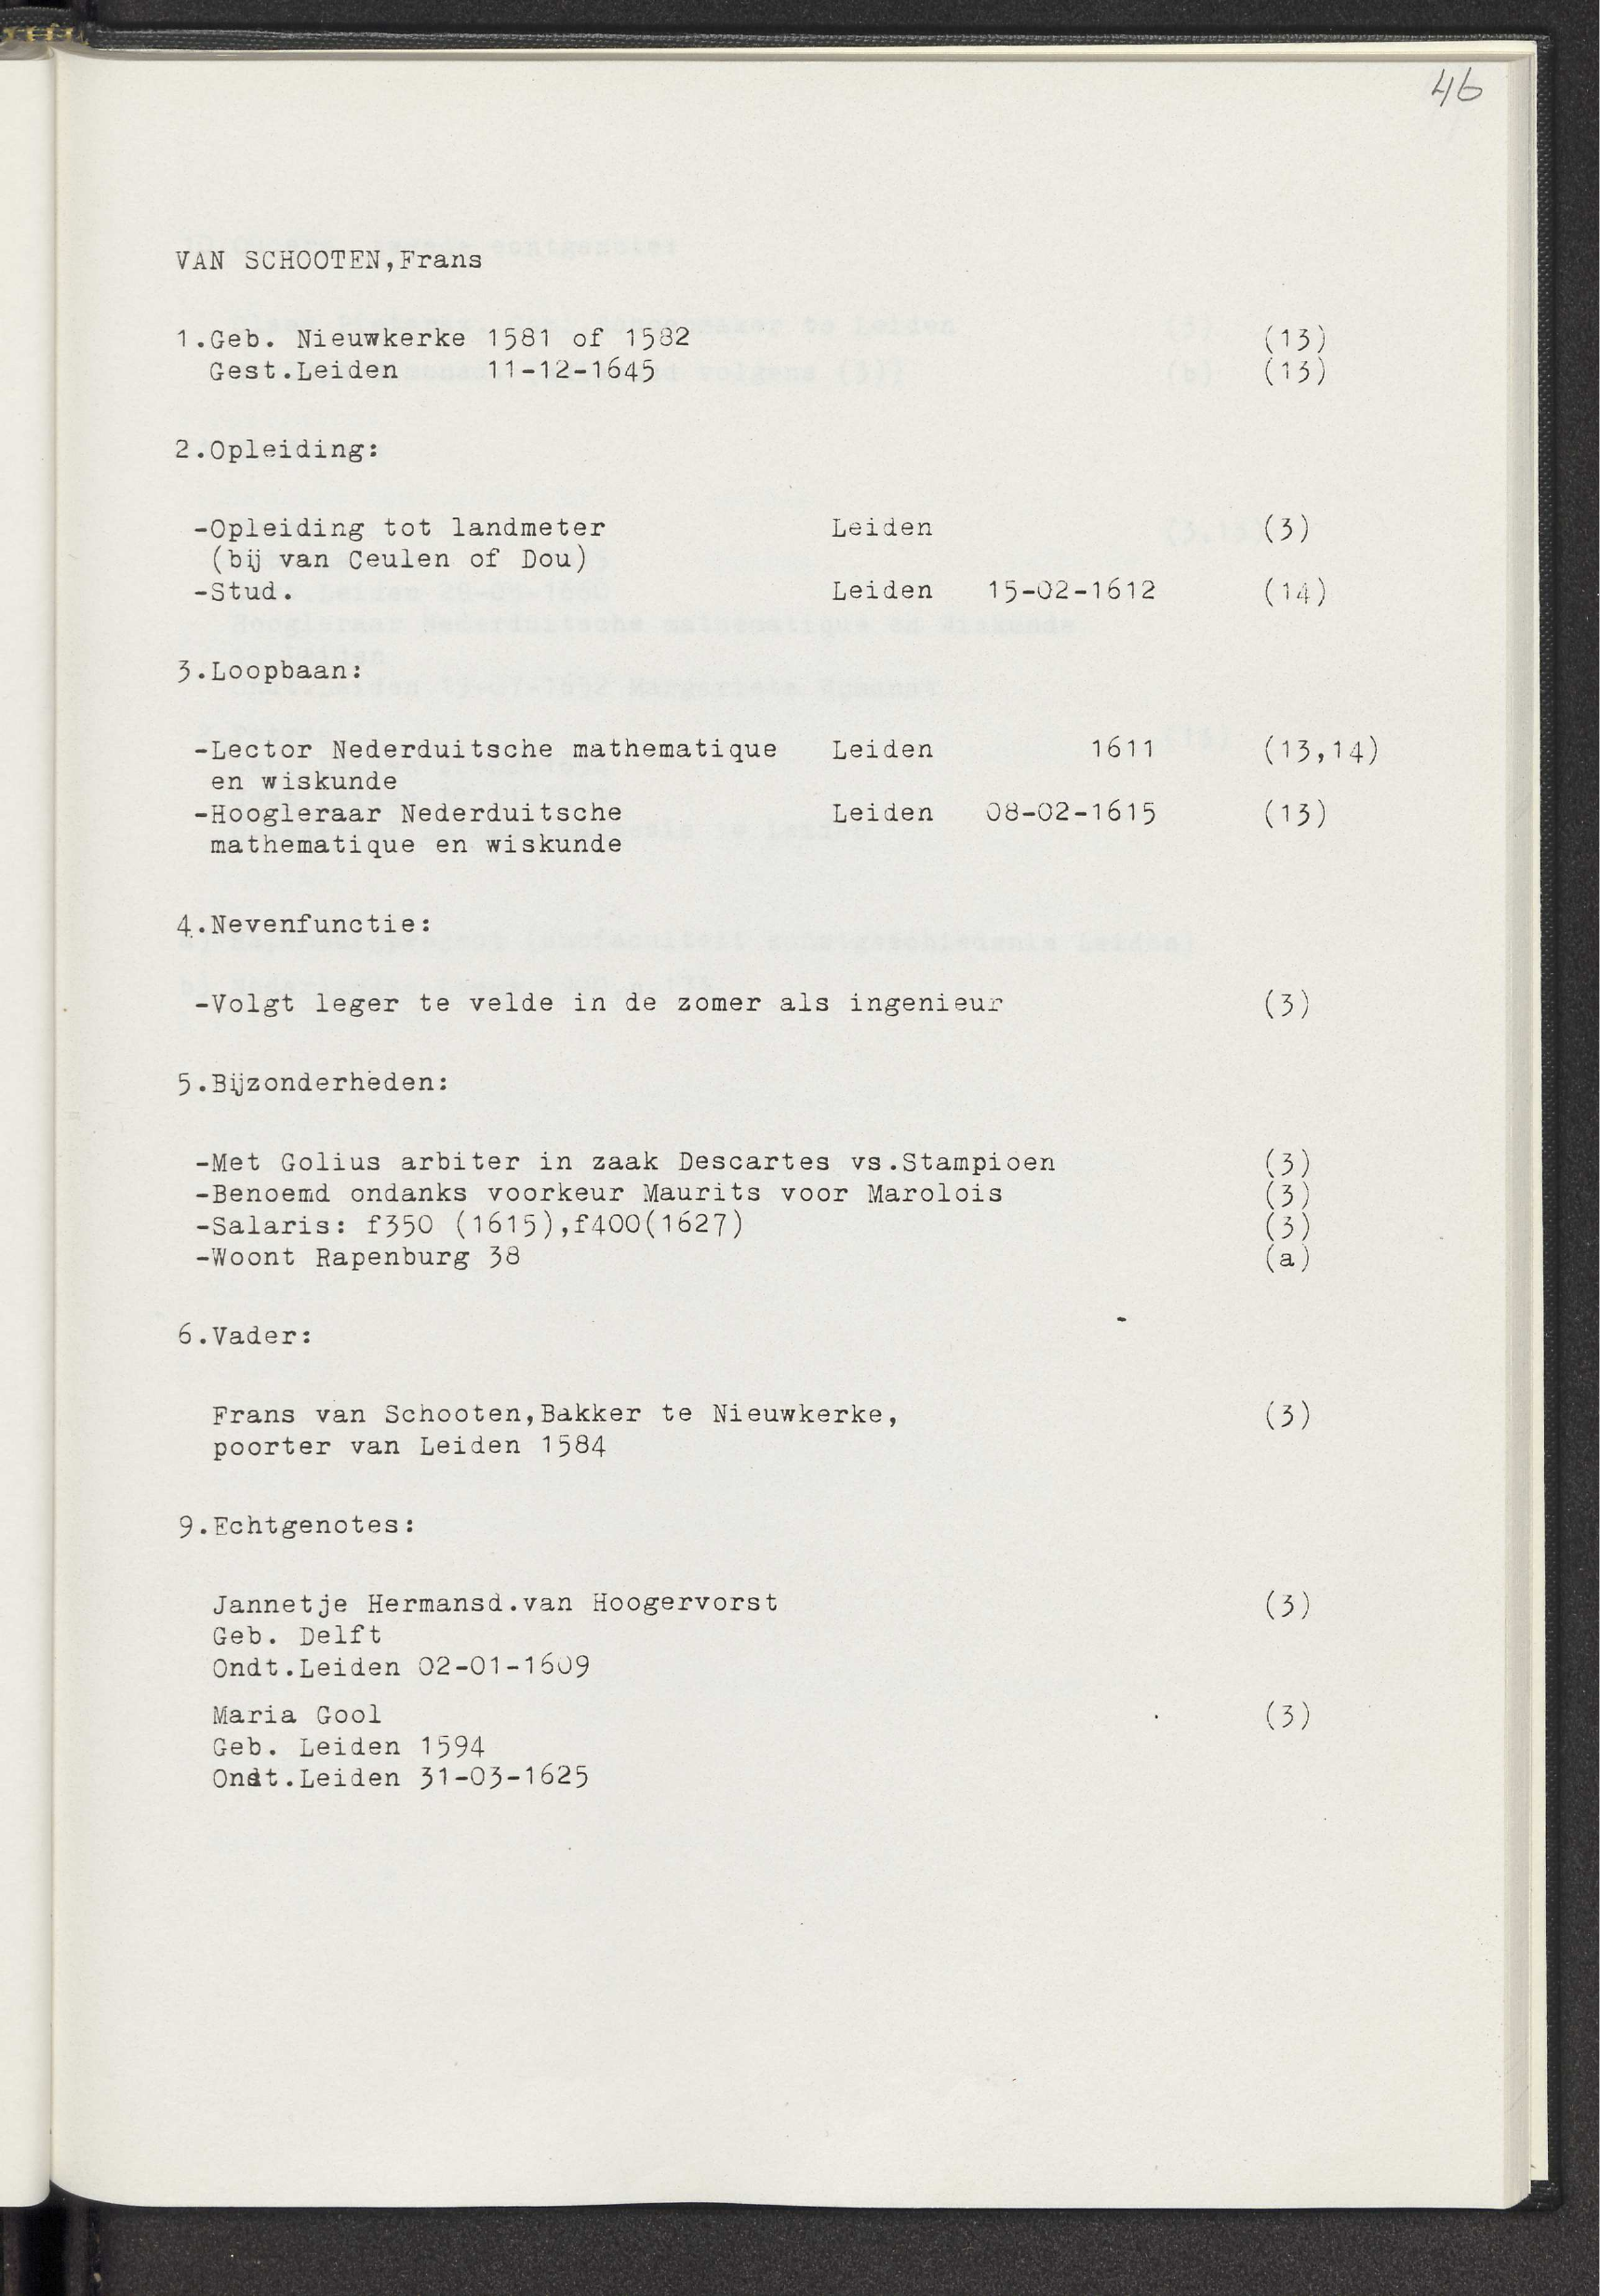 46
VAN SCHOOTEN,Frans
1.Geb. Nieuwkerke 1581 of 1582 (13)
Gest.Leiden 11-12-1645 (13)
2.Opleiding:
-Opleiding tot landmeter Leiden (3)
(bij van Ceulen of Dou)
-Stud. Leiden 15-02-1612 (14)
3.Loopbaan:
-Lector Nederduitsche mathematique Leiden 1611 (13,14)
en wiskunde
-Hoogleraar Nederduitsche Leiden 08-02-1615 (13)
mathematique en wiskunde
4.Nevenfunctie:
-Volgt leger te velde in de zomer als ingenieur (3)
5.Bijzonderheden:
-Met Golius arbiter in zaak Descartes vs.Stampioen (3)
-Benoemd ondanks voorkeur Maurits voor Marolois (3)
-Salaris: f350 (1615),f400(1627) (3)
-Woont Rapenburg 38 (a)
6.Vader:
Frans van Schooten,Bakker te Nieuwkerke, (3)
poorter van Leiden 1584
9.Echtgenotes:
Jannetje Hermansd.van Hoogervorst (3)
Geb. Delft
Ondt.Leiden 02-01-1609
Maria Gool (3)
Geb. Leiden 1594
Ondt.Leiden 31-03-1625